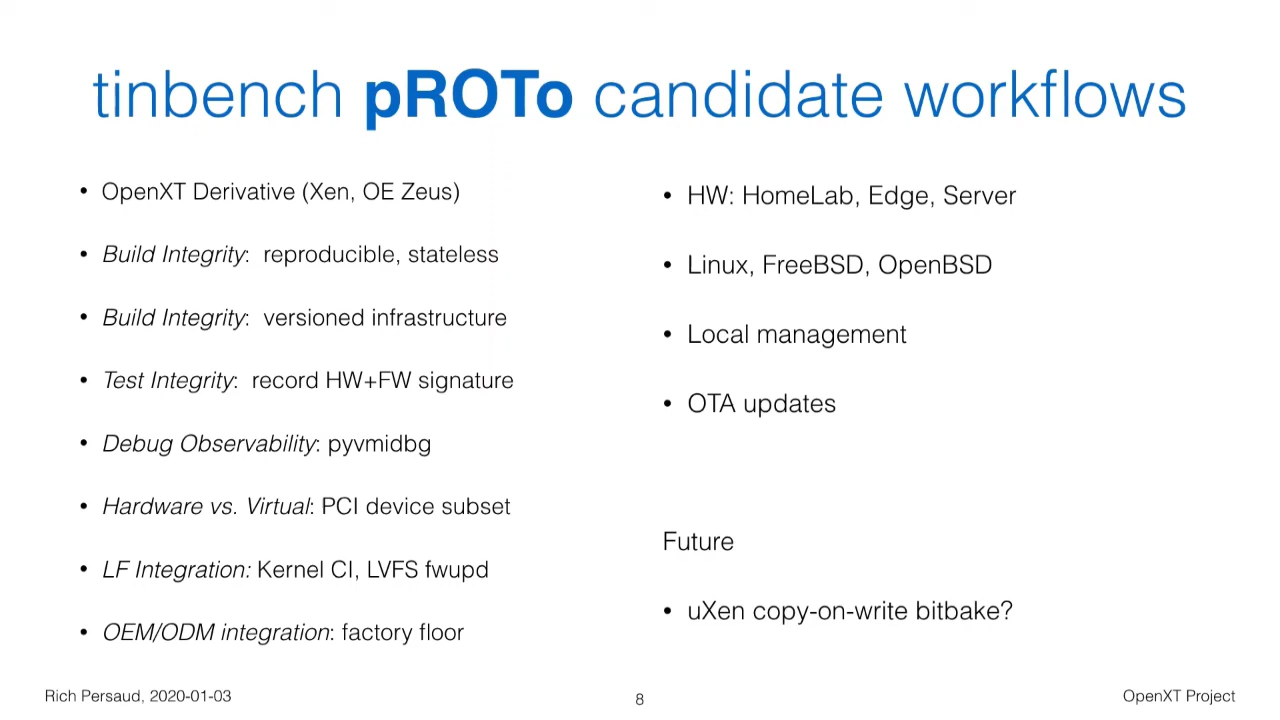 tinbench pROTo candidate workflows
• OpenXT Derivative (Xen, OE Zeus)
• Build Integrity:  reproducible, stateless
• Build Integrity:  versioned infrastructure
• Test Integrity:  record HW+FW signature
• Debug Observability: pyvmidbg
• Hardware vs. Virtual: PCI device subset
• LF Integration: Kernel CI, LVFS fwupd
• OEM/ODM integration: factory floor
• HW: HomeLab, Edge, Server
• Linux, FreeBSD, OpenBSD
• Local management
• OTA updates
Future
• uXen copy-on-write bitbake?
Rich Persaud, 2020-01-03
8
OpenXT Project